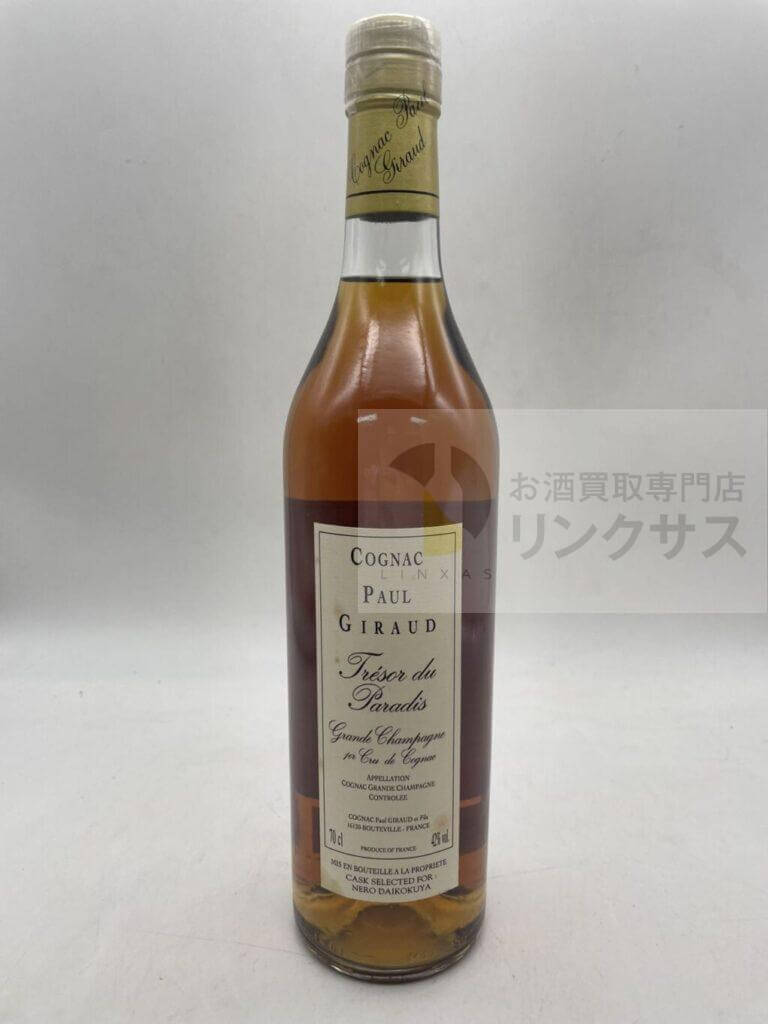 Cognac Paul
Giraud
お酒買取専門店
リンクサス
LINXAS
COGNAC
PAUL
GIRAUD
Trésor du
Paradis
Grande Champagne
1er Cru de Cognac
APPELLATION
COGNAC GRANDE CHAMPAGNE
CONTROLEE
COGNAC Paul GIRAUD et Fils
16120 BOUTEVILLE - FRANCE
70 cl 42% vol.
PRODUCE OF FRANCE
MIS EN BOUTEILLE A LA PROPRIETE
CASK SELECTED FOR :
NERO DAIKOKUYA